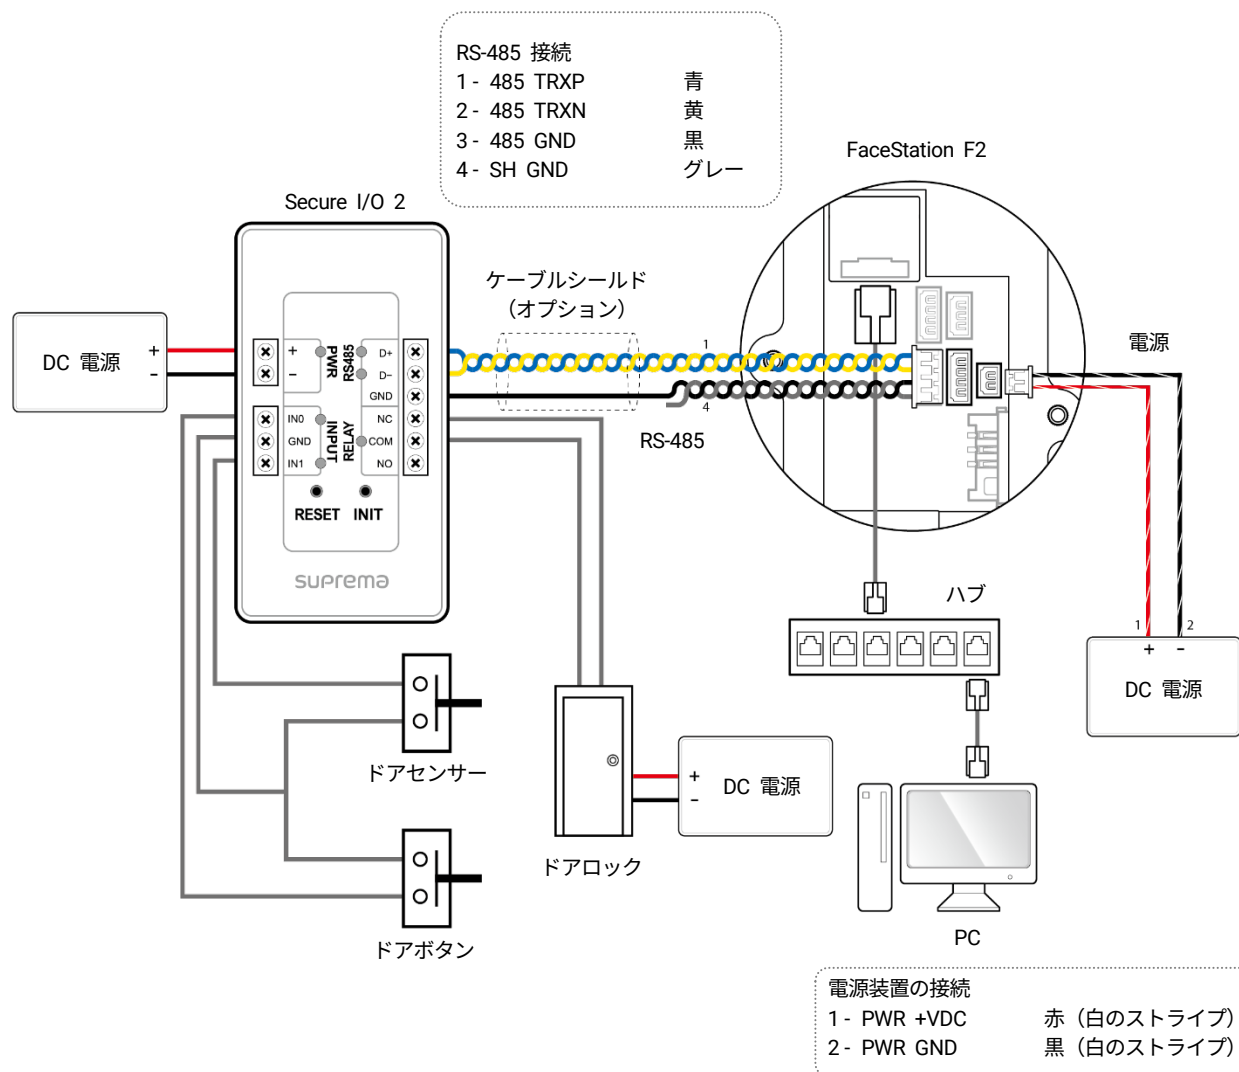 RS-485 接続
1 - 485 TRXP 青
2 - 485 TRXN 黄
3 - 485 GND 黒
4 - SH GND グレー
FaceStation F2
Secure I/O 2
ケーブルシールド
（オプション）
電源
DC 電源
+
-
+
-
PWR
RS485
D+
D-
GND
1
4
RS-485
IN0
GND
IN1
INPUT
RELAY
NC
COM
NO
RESET INIT
suprema
ハブ
1
2
+ -
DC 電源
ドアセンサー
+
-
DC 電源
ドアロック
ドアボタン
PC
電源装置の接続
1 - PWR +VDC 赤（白のストライプ）
2 - PWR GND 黒（白のストライプ）